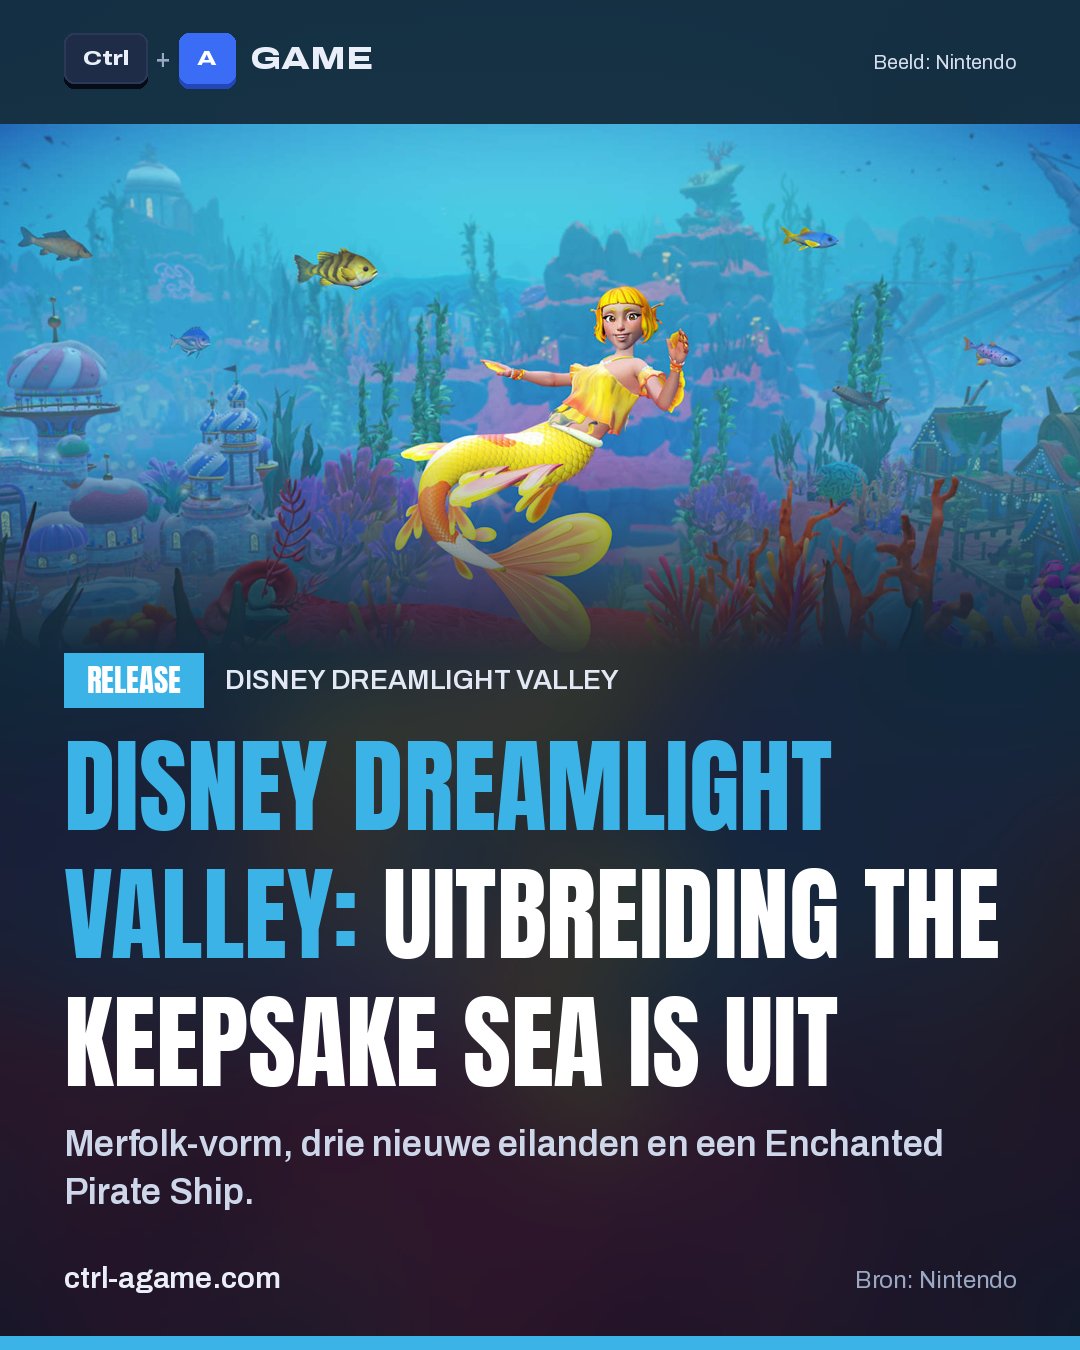 Ctrl + A GAME
Beeld: Nintendo
RELEASE DISNEY DREAMLIGHT VALLEY
DISNEY DREAMLIGHT
VALLEY: UITBREIDING THE
KEEPSAKE SEA IS UIT
Merfolk-vorm, drie nieuwe eilanden en een Enchanted
Pirate Ship.
ctrl-agame.com
Bron: Nintendo